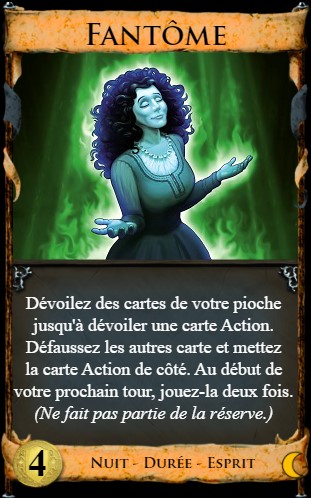 Fantôme
Dévoilez des cartes de votre pioche
jusqu'à dévoiler une carte Action.
Défaussez les autres carte et mettez
la carte Action de côté. Au début de
votre prochain tour, jouez-la deux fois.
(Ne fait pas partie de la réserve.)
4
Nuit - Durée - Esprit